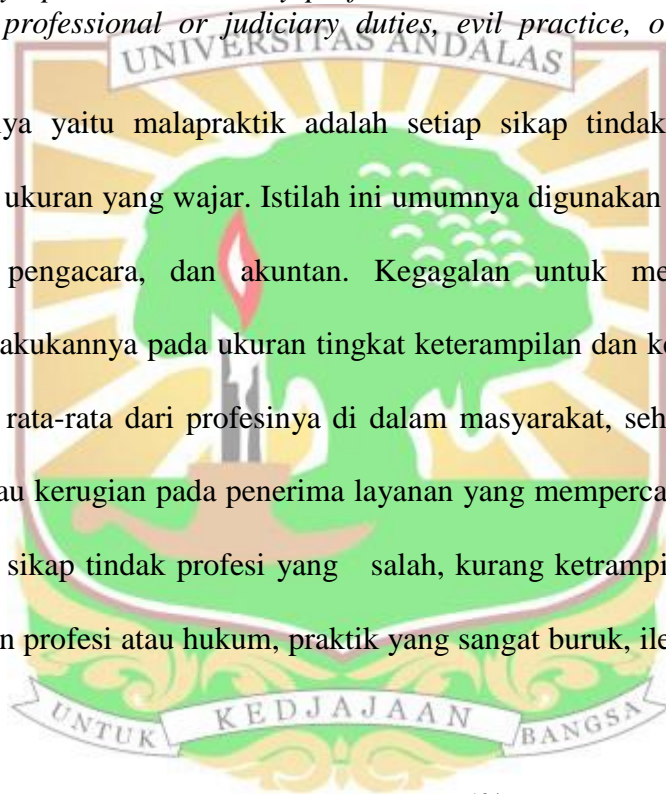 professional or judiciary duties, evil practice, o
UNIVERSITAS ANDALAS
ya yaitu malapraktik adalah setiap sikap tindak
ukuran yang wajar. Istilah ini umumnya digunakan
pengacara, dan akuntan. Kegagalan untuk me
akukannya pada ukuran tingkat keterampilan dan ke
rata-rata dari profesinya di dalam masyarakat, seh
au kerugian pada penerima layanan yang memperca
sikap tindak profesi yang salah, kurang ketrampi
n profesi atau hukum, praktik yang sangat buruk, ile
UNTUK KEDJAJAAN BANGSA